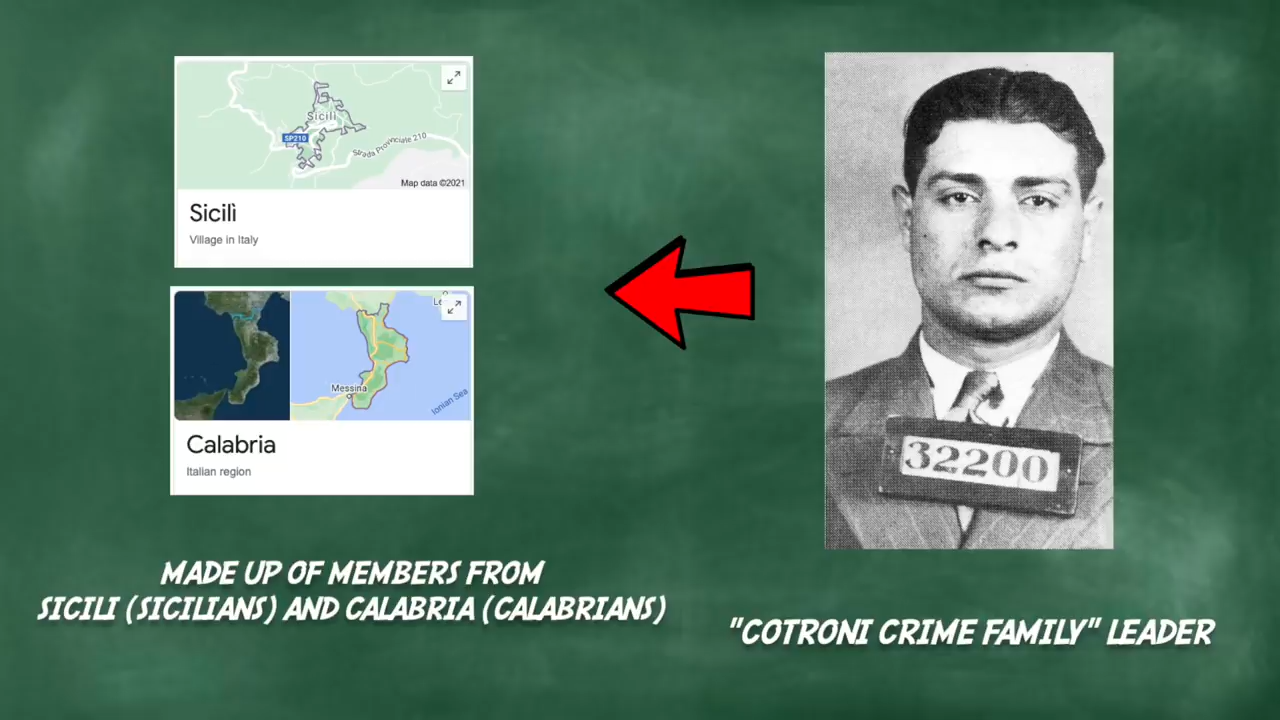 Sicilì
SP210
Strada Provinciale 210
Map data ©2021
Sicilì
Village in Italy
Messina
Ionian Sea
Calabria
Italian region
MADE UP OF MEMBERS FROM
SICILI (SICILIANS) AND CALABRIA (CALABRIANS)
32200
"COTRONI CRIME FAMILY" LEADER